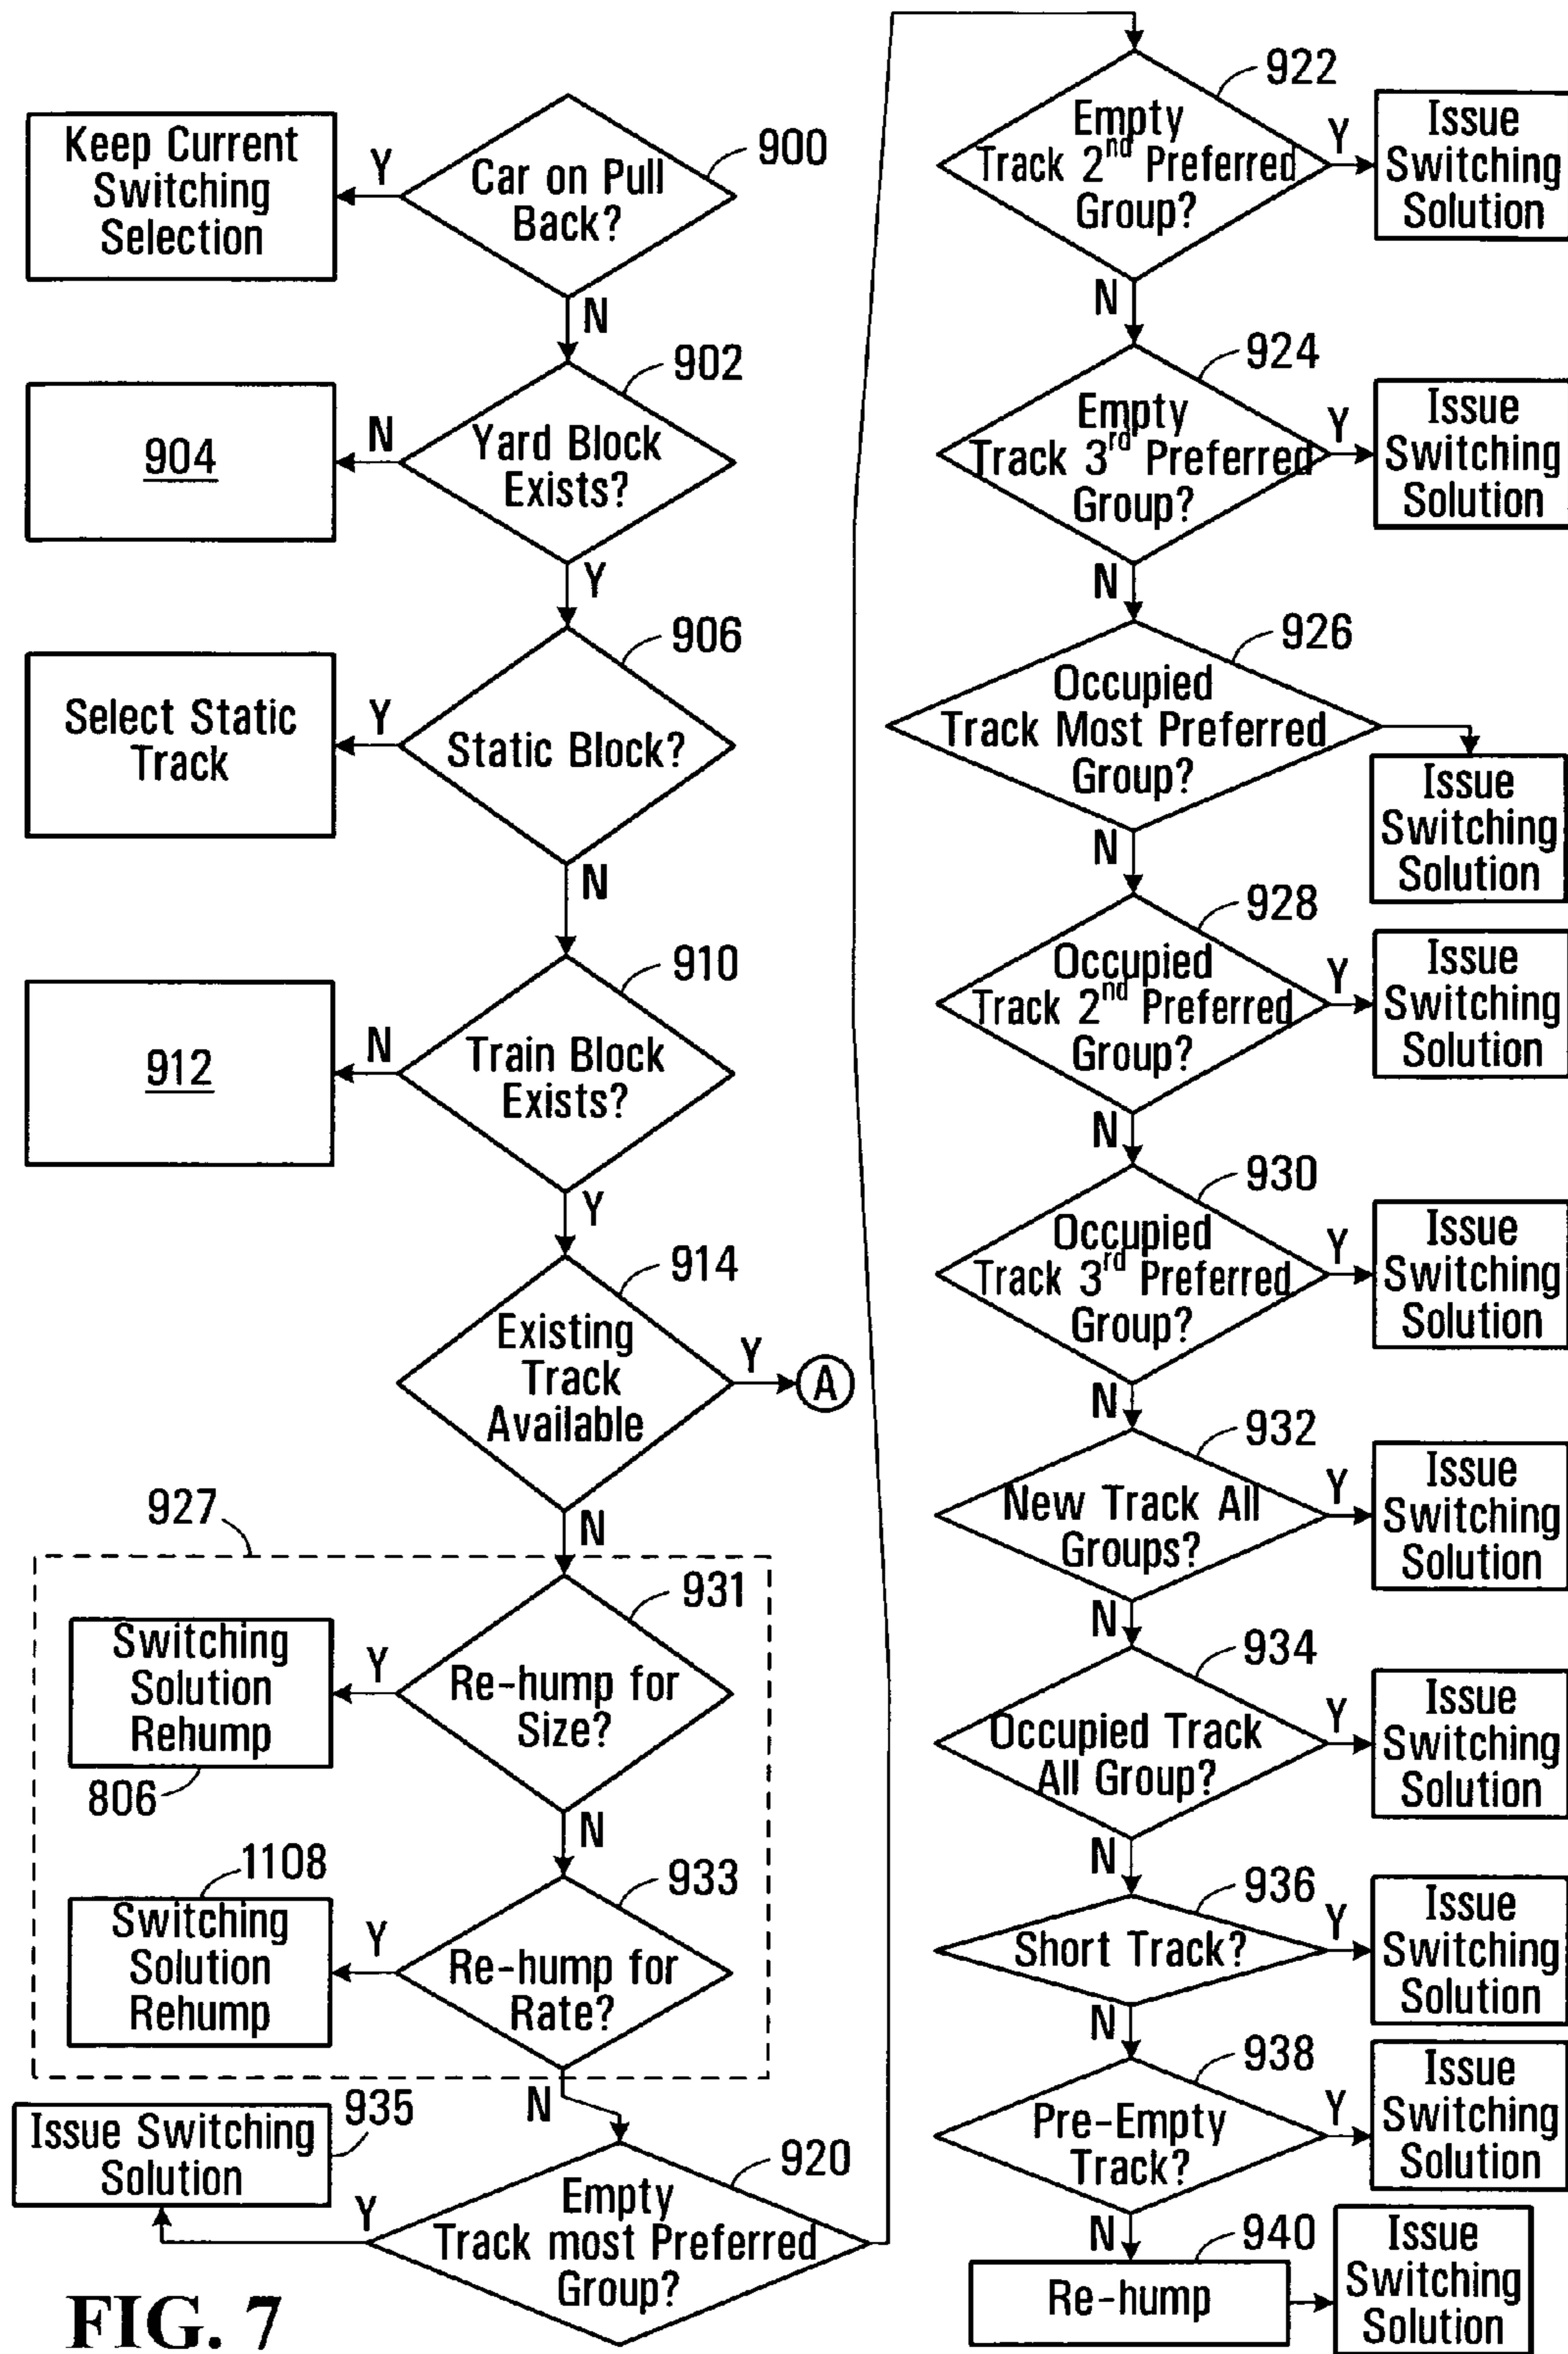 Keep Current
Switching
Selection
Y
Car on Pull
Back?
900
N
902
904
N
Yard Block
Exists?
Y
906
Select Static
Track
Y
Static Block?
N
910
912
N
Train Block
Exists?
Y
914
Existing
Track
Available
Y
A
N
927
931
Switching
Solution
Rehump
806
Y
Re-hump for
Size?
N
1108
933
Switching
Solution
Rehump
Y
Re-hump for
Rate?
N
935
Issue Switching
Solution
Y
920
Empty
Track most Preferred
Group?
922
Empty
Track 2nd Preferred
Group?
Y
Issue
Switching
Solution
N
924
Empty
Track 3rd Preferred
Group?
Y
Issue
Switching
Solution
N
926
Occupied
Track Most Preferred
Group?
Issue
Switching
Solution
N
928
Occupied
Track 2nd Preferred
Group?
Y
Issue
Switching
Solution
N
930
Occupied
Track 3rd Preferred
Group?
Y
Issue
Switching
Solution
N
932
New Track All
Groups?
Y
Issue
Switching
Solution
N
934
Occupied Track
All Group?
Y
Issue
Switching
Solution
N
936
Short Track?
Y
Issue
Switching
Solution
N
938
Pre-Empty
Track?
Y
Issue
Switching
Solution
N
940
Re-hump
Issue
Switching
Solution
FIG. 7